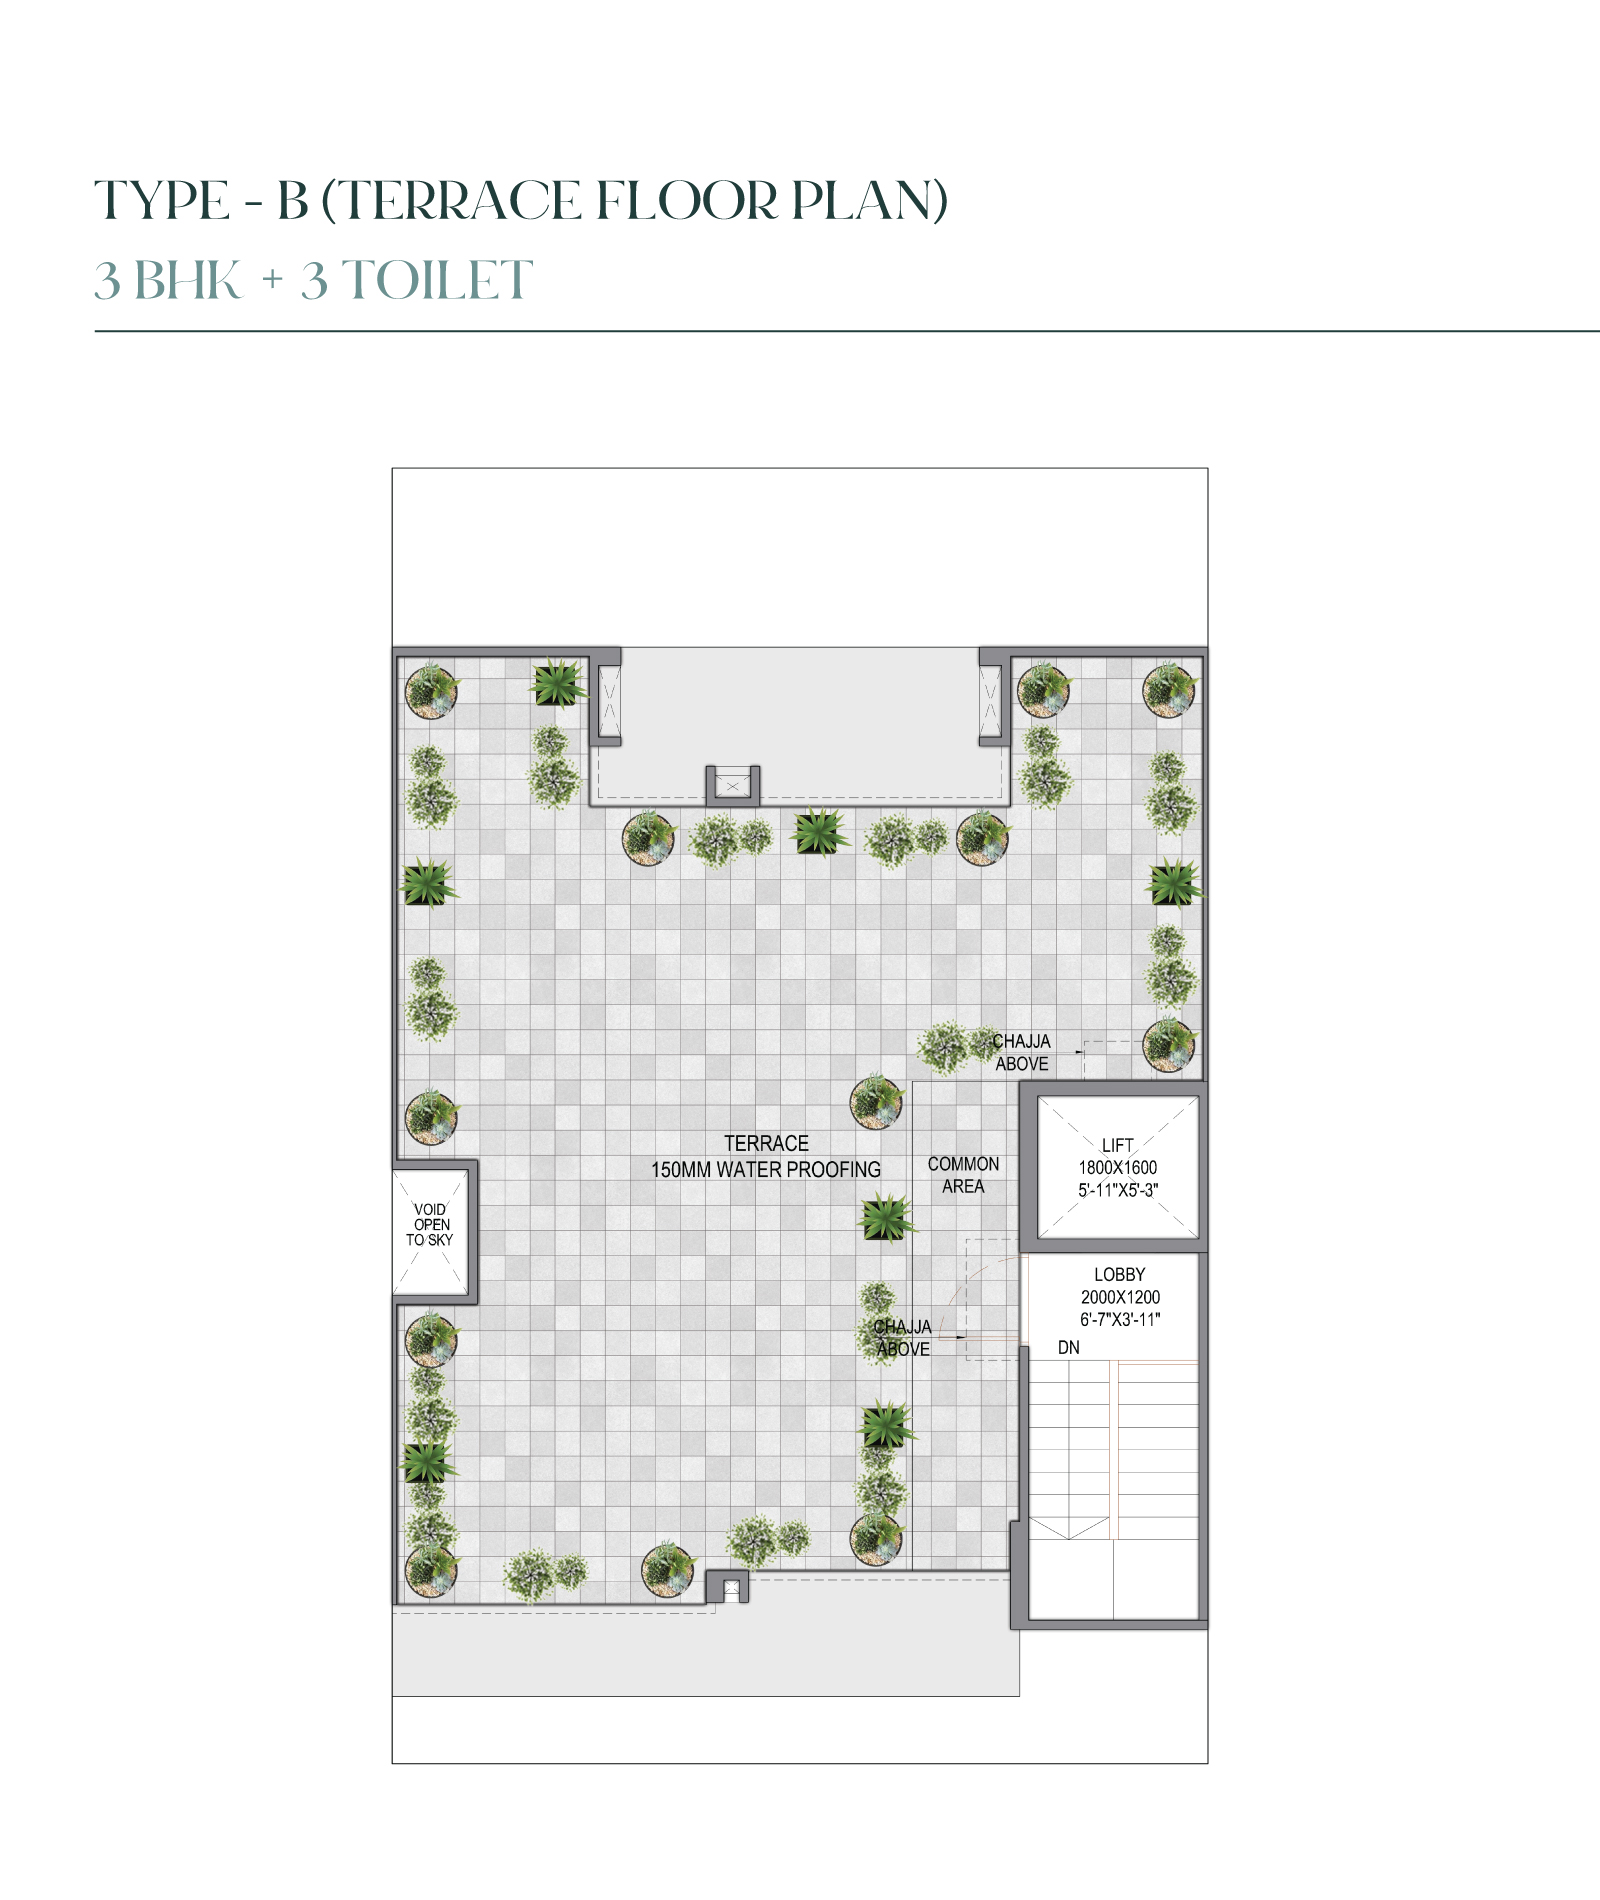 TYPE - B (TERRACE FLOOR PLAN)
3 BHK + 3 TOILET
CHAJJA
ABOVE
TERRACE
150MM WATER PROOFING
COMMON
AREA
LIFT
1800X1600
5'-11"X5'-3"
VOID
OPEN
TO SKY
LOBBY
2000X1200
6'-7"X3'-11"
CHAJJA
ABOVE
DN